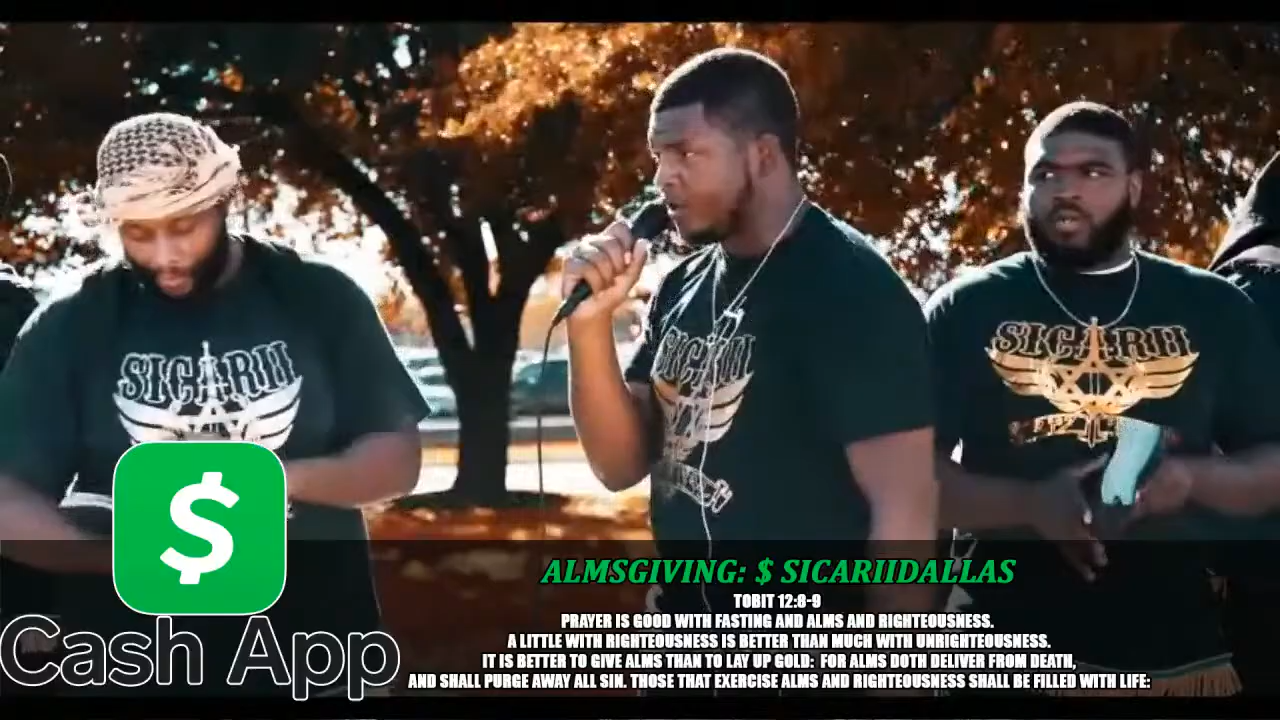 SICARII
SICARII
SICARII
$
Cash App
ALMSGIVING: $ SICARIIDALLAS
TOBIT 12:8-9
PRAYER IS GOOD WITH FASTING AND ALMS AND RIGHTEOUSNESS.
A LITTLE WITH RIGHTEOUSNESS IS BETTER THAN MUCH WITH UNRIGHTEOUSNESS.
IT IS BETTER TO GIVE ALMS THAN TO LAY UP GOLD: FOR ALMS DOTH DELIVER FROM DEATH,
AND SHALL PURGE AWAY ALL SIN. THOSE THAT EXERCISE ALMS AND RIGHTEOUSNESS SHALL BE FILLED WITH LIFE: